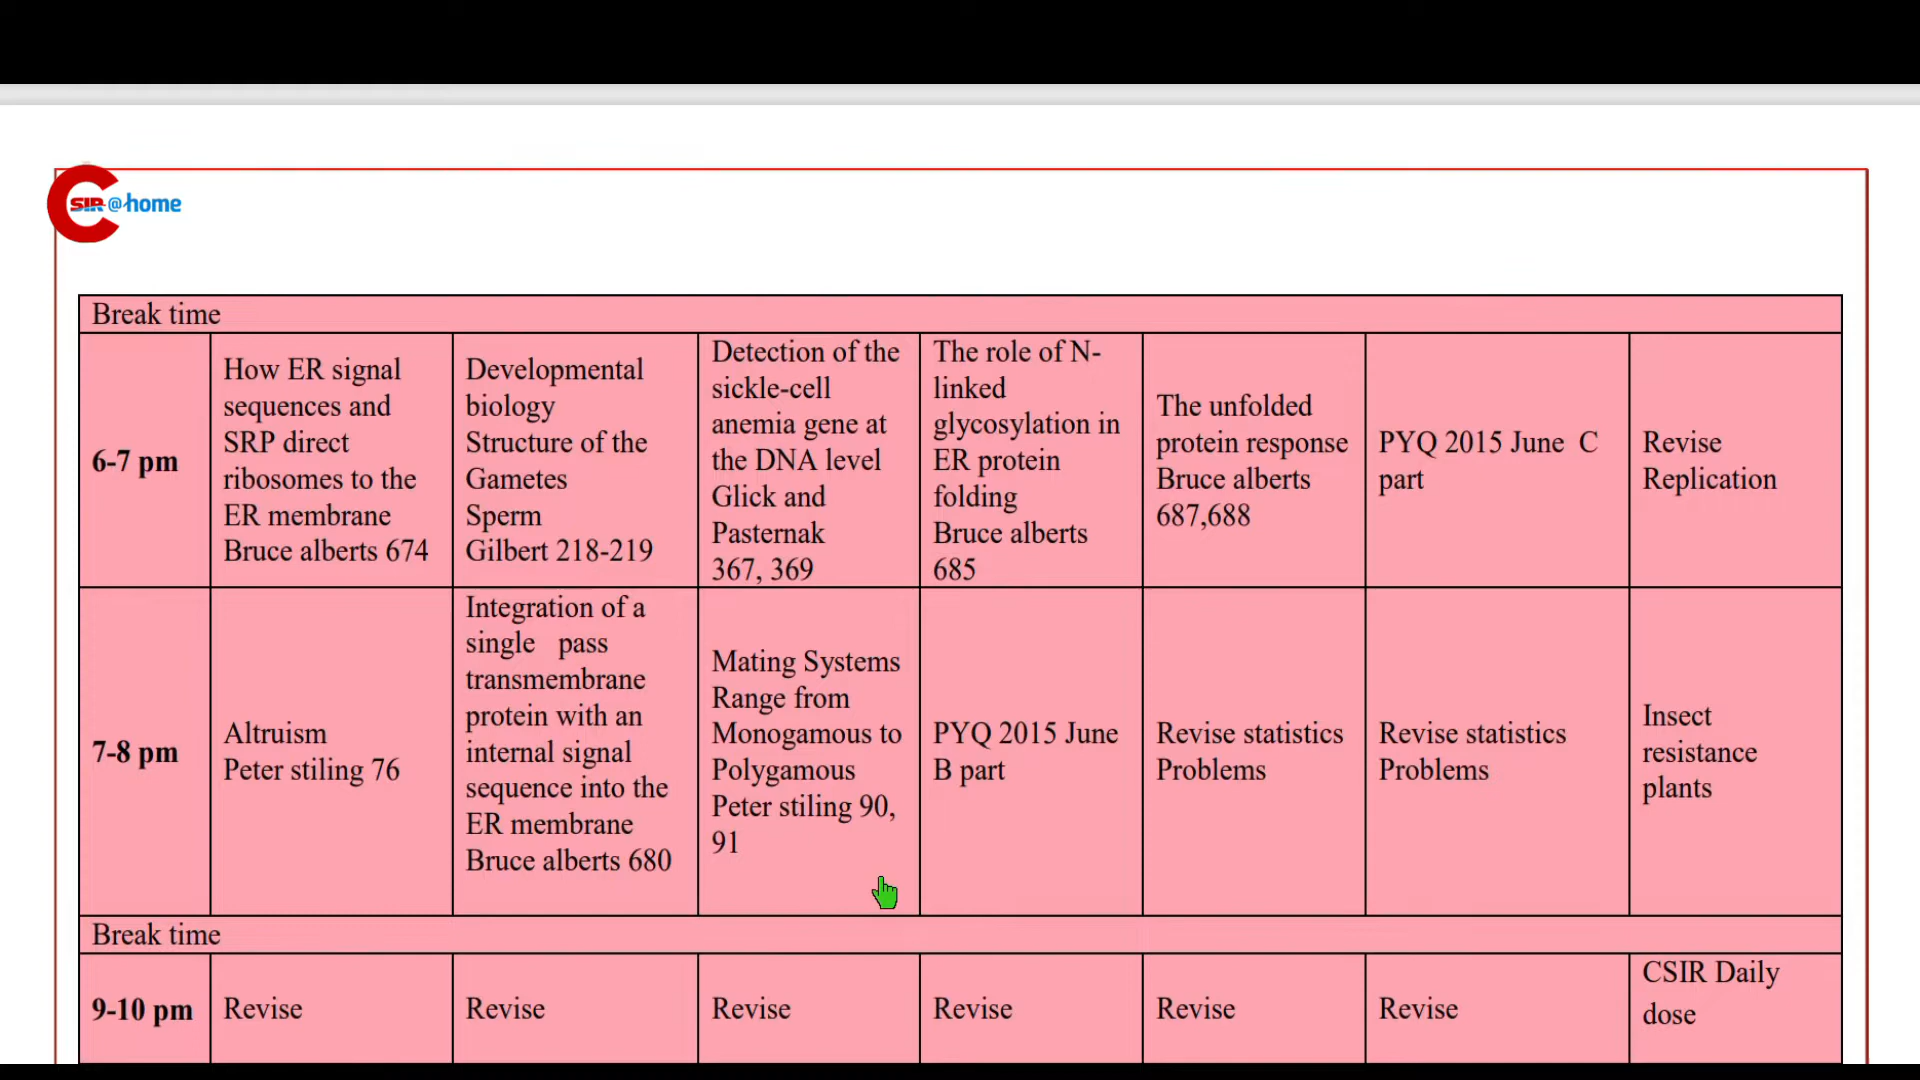 CSIR@home
Break time
6-7 pm
How ER signal
sequences and
SRP direct
ribosomes to the
ER membrane
Bruce alberts 674
Developmental
biology
Structure of the
Gametes
Sperm
Gilbert 218-219
Detection of the
sickle-cell
anemia gene at
the DNA level
Glick and
Pasternak
367, 369
The role of N-
linked
glycosylation in
ER protein
folding
Bruce alberts
685
The unfolded
protein response
Bruce alberts
687,688
PYQ 2015 June C
part
Revise
Replication
7-8 pm
Altruism
Peter stiling 76
Integration of a
single pass
transmembrane
protein with an
internal signal
sequence into the
ER membrane
Bruce alberts 680
Mating Systems
Range from
Monogamous to
Polygamous
Peter stiling 90,
91
PYQ 2015 June
B part
Revise statistics
Problems
Revise statistics
Problems
Insect
resistance
plants
Break time
9-10 pm
Revise
Revise
Revise
Revise
Revise
Revise
CSIR Daily
dose